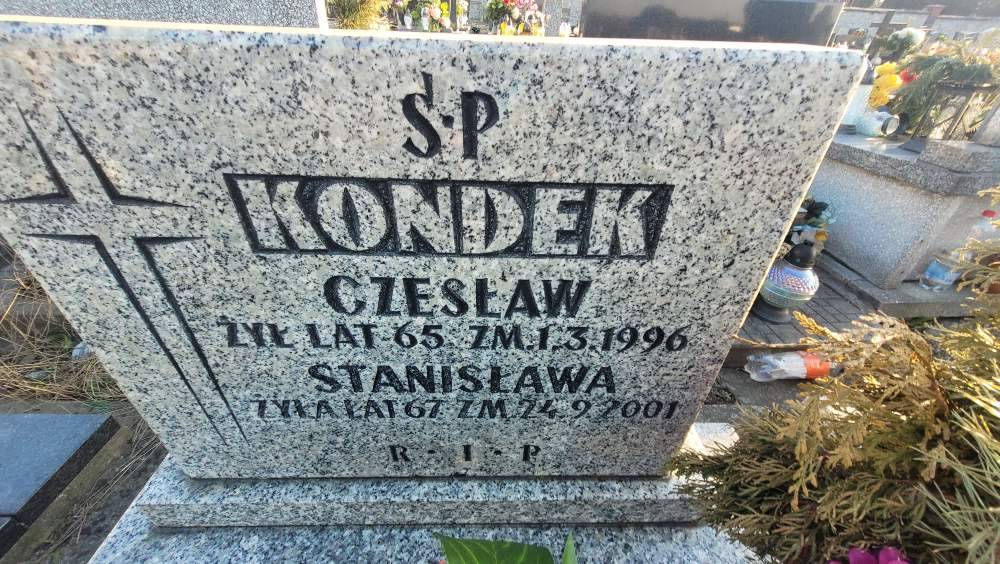 Ś·P
KONDEK
CZESŁAW
ŻYŁ LAT 65 ZM.1.3.1996
STANISŁAWA
ŻYŁA LAT 67 ZM. 24.9.2001
R·I·P